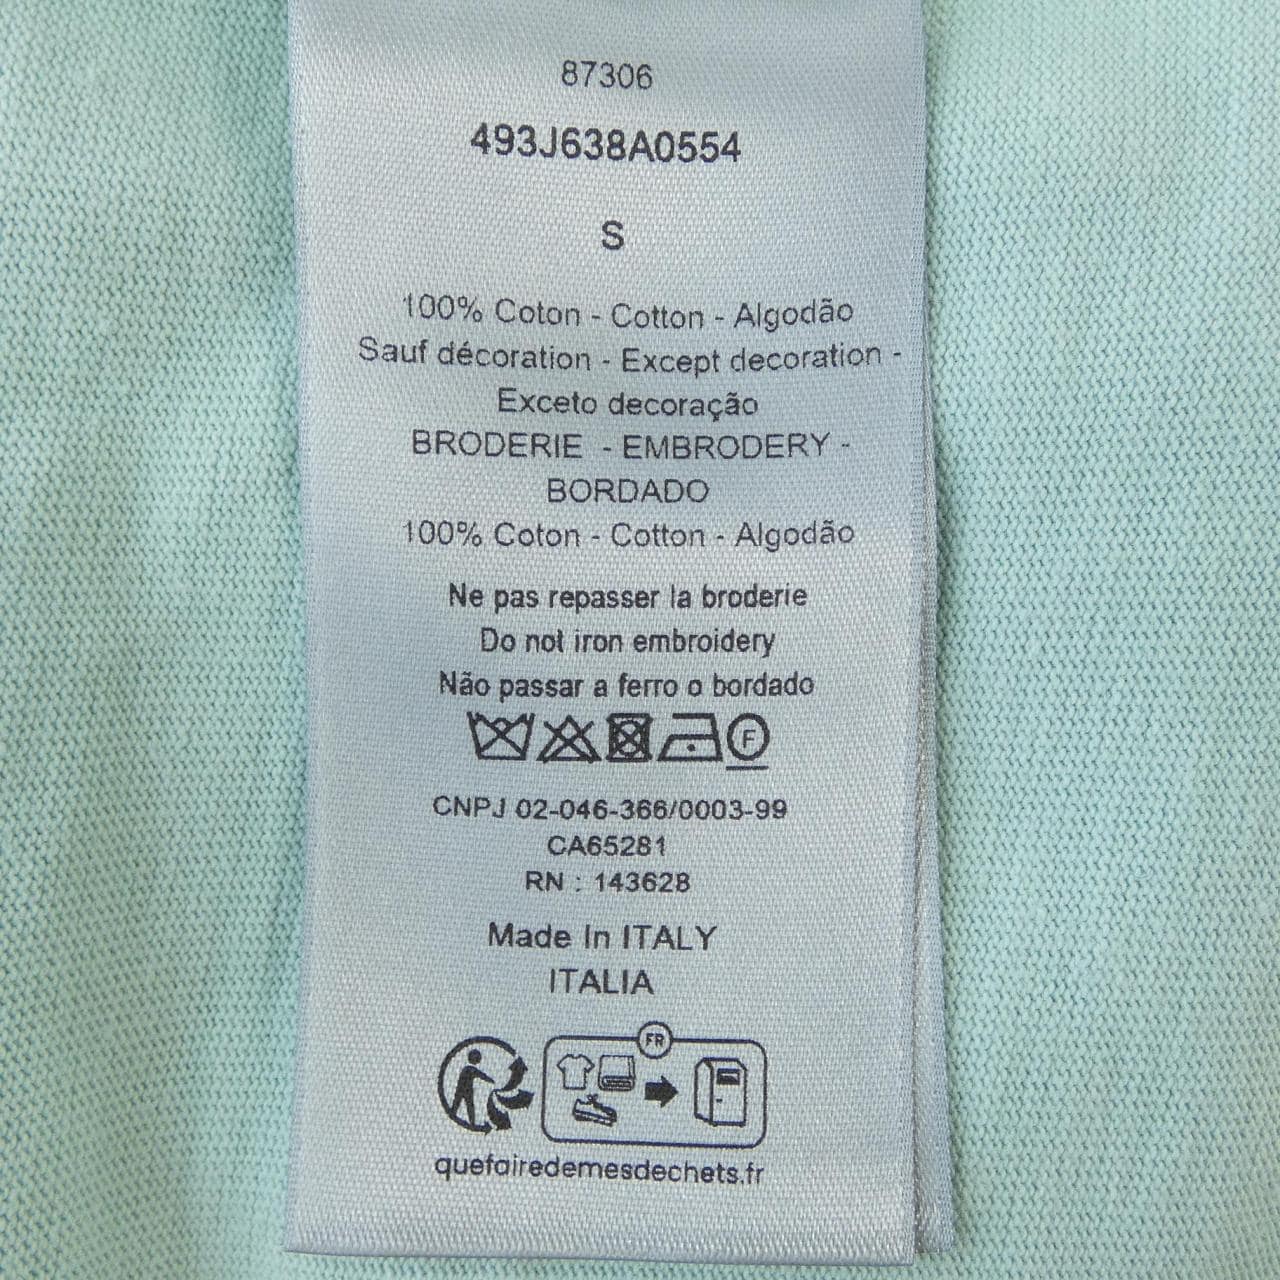 87306
493J638A0554
S
100% Coton - Cotton - Algodão
Sauf décoration - Except decoration -
Exceto decoração
BRODERIE - EMBRODERY -
BORDADO
100% Coton - Cotton - Algodão
Ne pas repasser la broderie
Do not iron embroidery
Não passar a ferro o bordado
F
CNPJ 02-046-366/0003-99
CA65281
RN : 143628
Made In ITALY
ITALIA
FR
quefairedemesdechets.fr